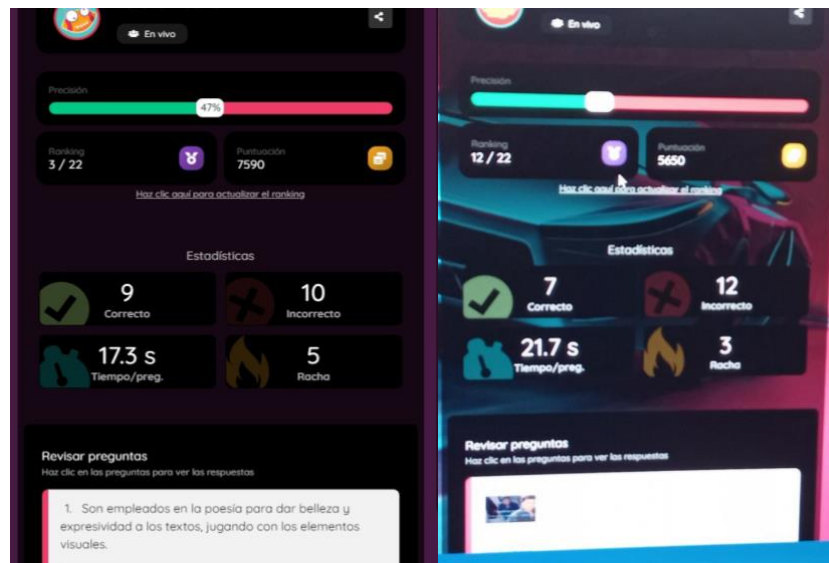 En vivo
Precisión
47%
Ranking
3 / 22
Puntuación
7590
Haz clic aquí para actualizar el ranking
Estadísticas
9
Correcto
10
Incorrecto
17.3 s
Tiempo/preg.
5
Racha
Revisar preguntas
Haz clic en las preguntas para ver las respuestas
1. Son empleados en la poesía para dar belleza y
expresividad a los textos, jugando con los elementos
visuales.
En vivo
Precisión
Ranking
12 / 22
Puntuación
5650
Haz clic aquí para actualizar el ranking
Estadísticas
7
Correcto
12
Incorrecto
21.7 s
Tiempo/preg.
3
Racha
Revisar preguntas
Haz clic en las preguntas para ver las respuestas